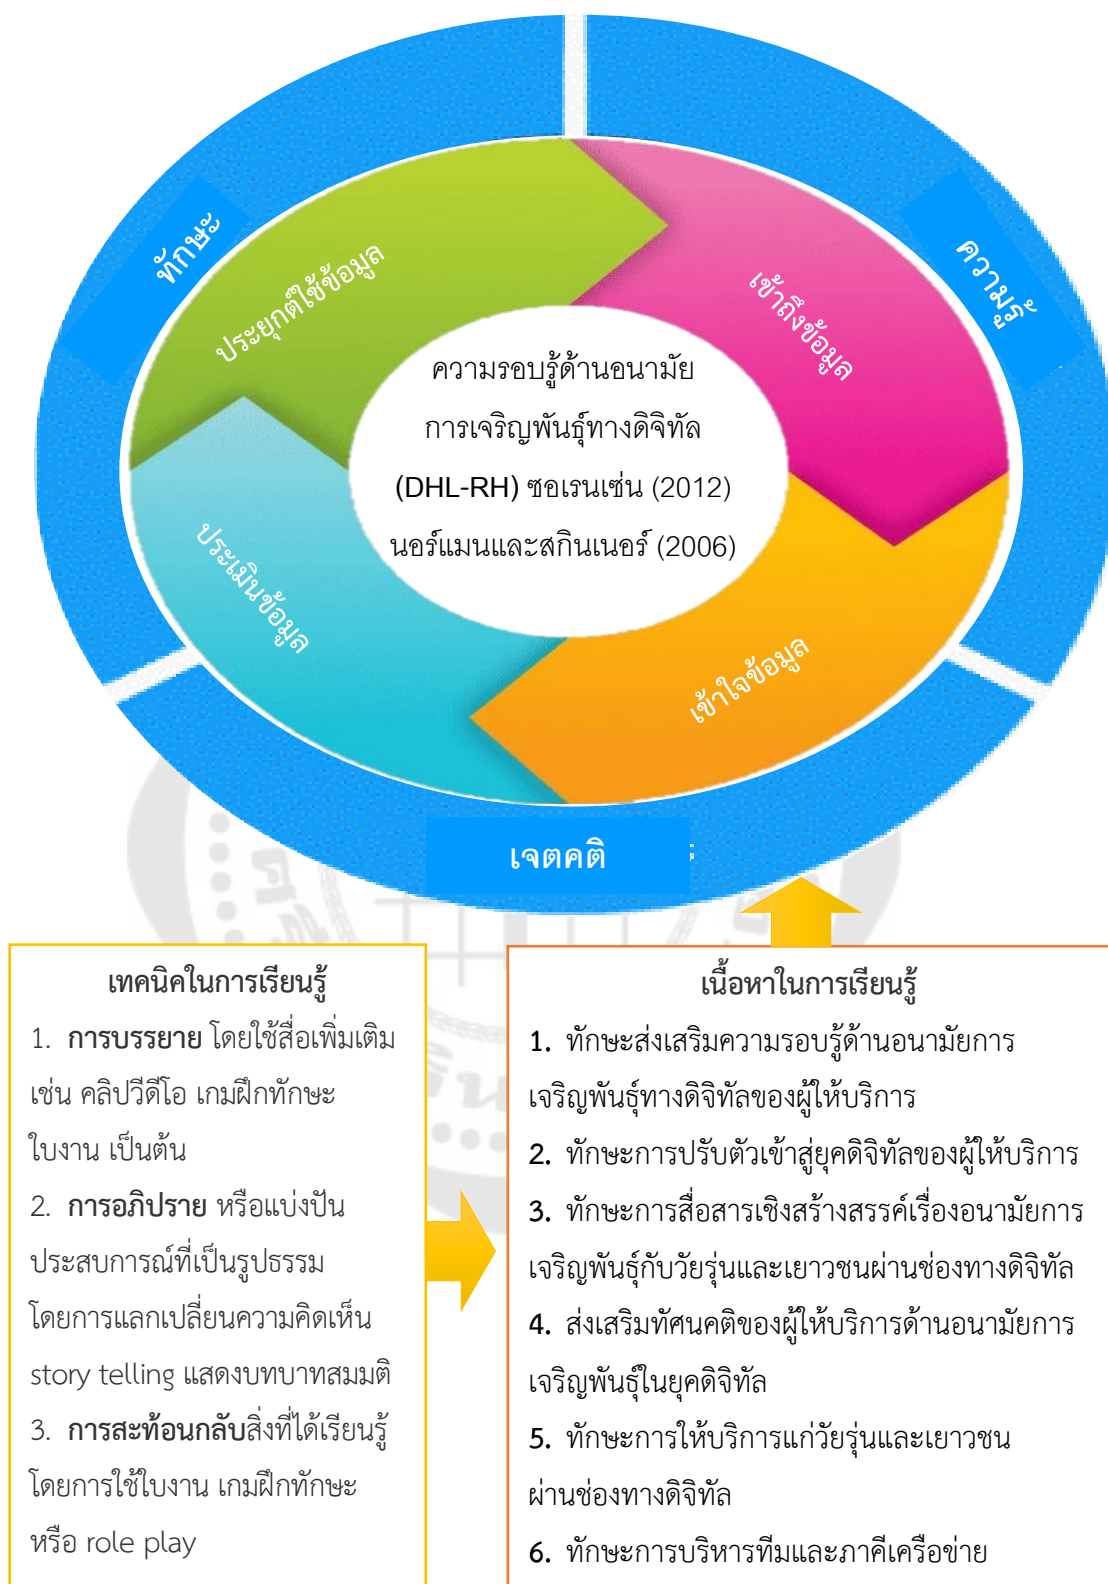 ทักษะ
ความรู้
ประยุกต์ใช้ข้อมูล
เข้าถึงข้อมูล
ความรอบรู้ด้านอนามัย
การเจริญพันธุ์ทางดิจิทัล
(DHL-RH) ซอเรนเซ่น (2012)
นอร์แมนและสกินเนอร์ (2006)
ประเมินข้อมูล
เข้าใจข้อมูล
เจตคติ
เทคนิคในการเรียนรู้
1. การบรรยาย โดยใช้สื่อเพิ่มเติม
เช่น คลิปวีดีโอ เกมฝึกทักษะ
ใบงาน เป็นต้น
2. การอภิปราย หรือแบ่งปัน
ประสบการณ์ที่เป็นรูปธรรม
โดยการแลกเปลี่ยนความคิดเห็น
story telling แสดงบทบาทสมมติ
3. การสะท้อนกลับสิ่งที่ได้เรียนรู้
โดยการใช้ใบงาน เกมฝึกทักษะ
หรือ role play
เนื้อหาในการเรียนรู้
1. ทักษะส่งเสริมความรอบรู้ด้านอนามัยการ
เจริญพันธุ์ทางดิจิทัลของผู้ให้บริการ
2. ทักษะการปรับตัวเข้าสู่ยุคดิจิทัลของผู้ให้บริการ
3. ทักษะการสื่อสารเชิงสร้างสรรค์เรื่องอนามัยการ
เจริญพันธุ์กับวัยรุ่นและเยาวชนผ่านช่องทางดิจิทัล
4. ส่งเสริมทัศนคติของผู้ให้บริการด้านอนามัยการ
เจริญพันธุ์ในยุคดิจิทัล
5. ทักษะการให้บริการแก่วัยรุ่นและเยาวชน
ผ่านช่องทางดิจิทัล
6. ทักษะการบริหารทีมและภาคีเครือข่าย